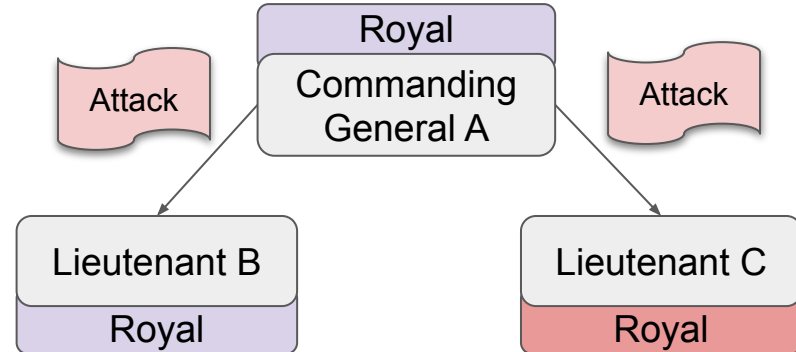 Royal
Attack
Commanding
General A
Attack
Lieutenant B
Lieutenant C
Royal
Royal